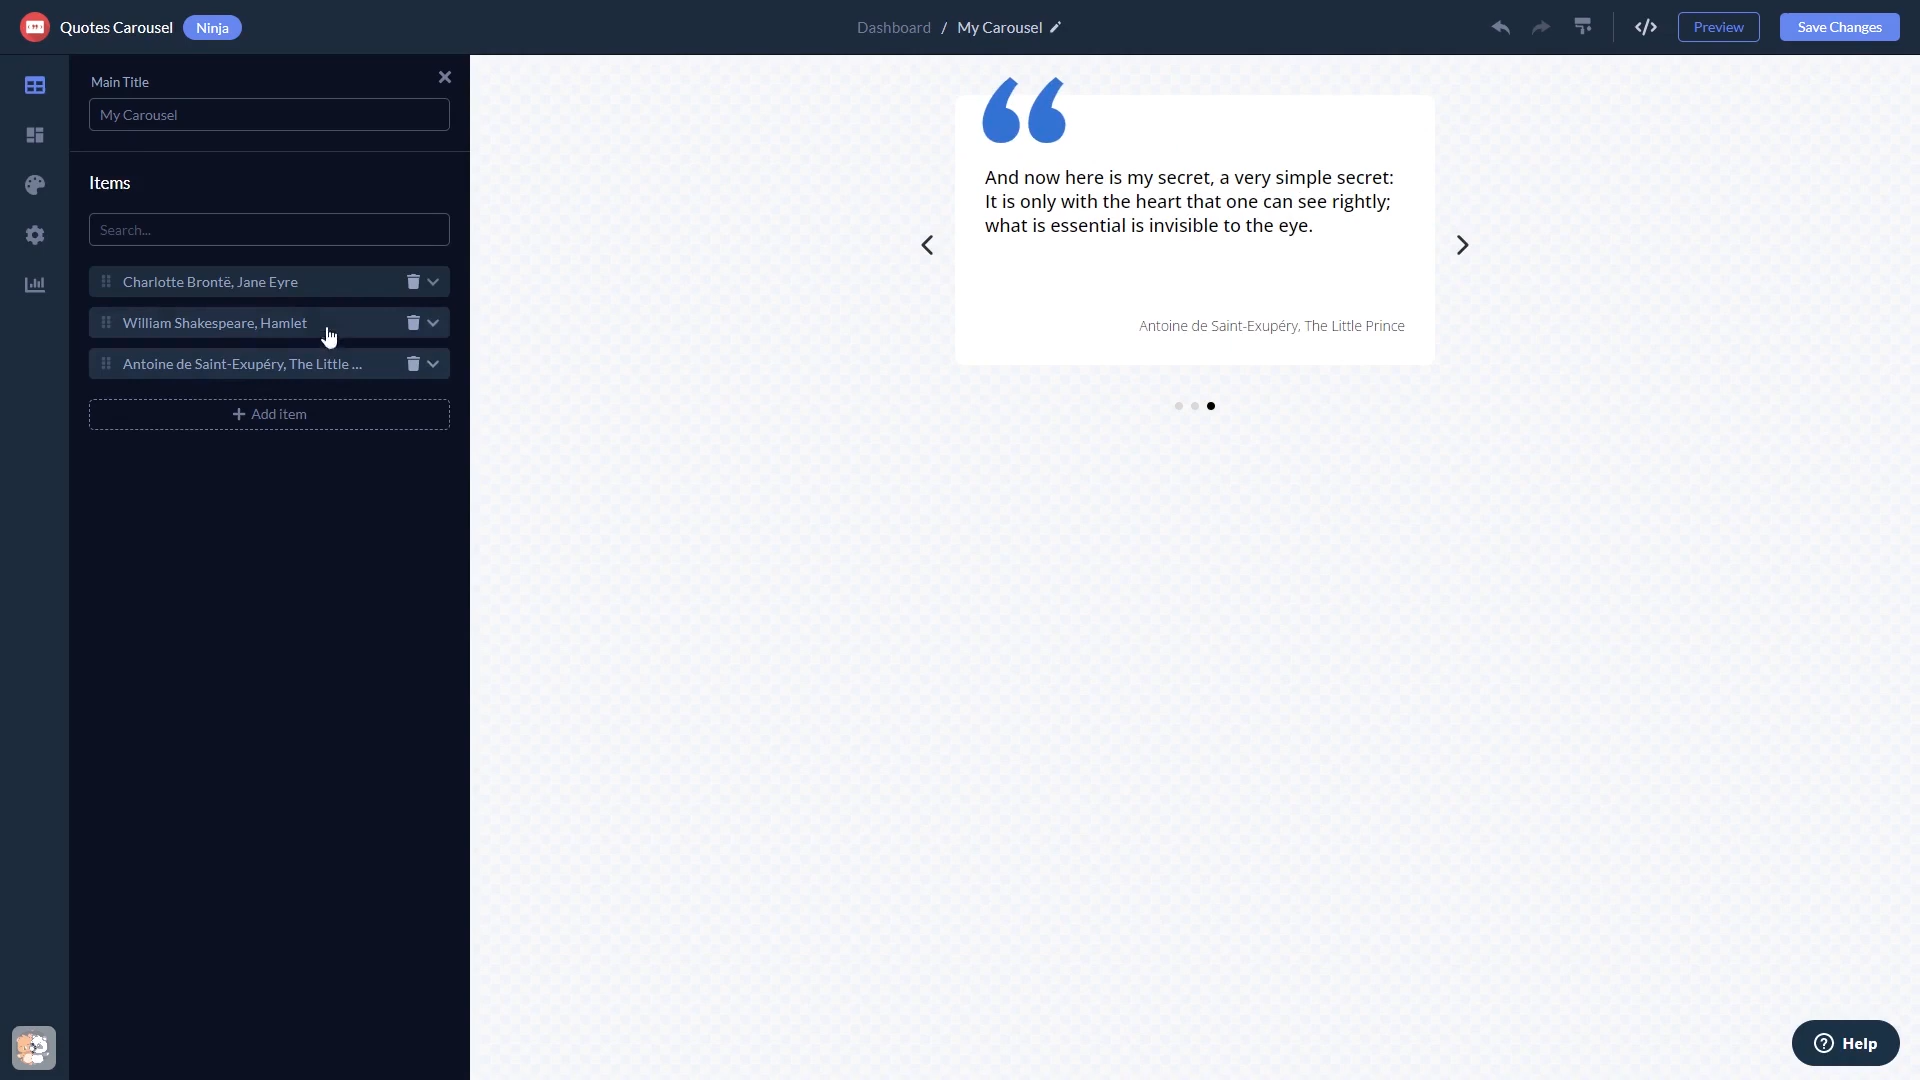 Quotes Carousel
Ninja
Dashboard / My Carousel
Preview
Save Changes
Main Title
My Carousel
Items
Search...
Charlotte Brontë, Jane Eyre
William Shakespeare, Hamlet
Antoine de Saint-Exupéry, The Little ...
Add item
And now here is my secret, a very simple secret:
It is only with the heart that one can see rightly;
what is essential is invisible to the eye.
Antoine de Saint-Exupéry, The Little Prince
Help